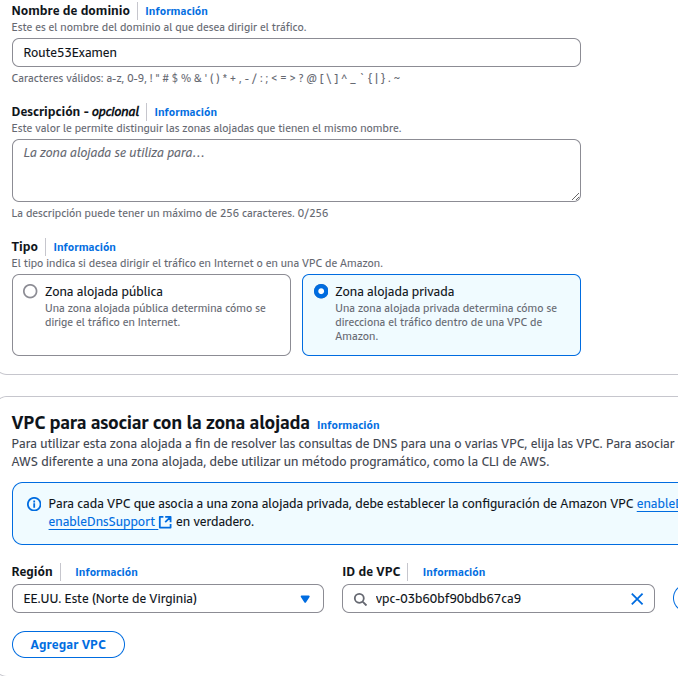 Nombre de dominio Información
Este es el nombre del dominio al que desea dirigir el tráfico.
Route53Examen
Caracteres válidos: a-z, 0-9, ! " # $ % & ' ( ) * + , - / : ; < = > ? @ [ \ ] ^ _ ` { | } . ~
Descripción - opcional Información
Este valor le permite distinguir las zonas alojadas que tienen el mismo nombre.
La zona alojada se utiliza para...
La descripción puede tener un máximo de 256 caracteres. 0/256
Tipo Información
El tipo indica si desea dirigir el tráfico en Internet o en una VPC de Amazon.
Zona alojada pública
Una zona alojada pública determina cómo se
dirige el tráfico en Internet.
Zona alojada privada
Una zona alojada privada determina cómo se
direcciona el tráfico dentro de una VPC de
Amazon.
VPC para asociar con la zona alojada Información
Para utilizar esta zona alojada a fin de resolver las consultas de DNS para una o varias VPC, elija las VPC. Para asociar
AWS diferente a una zona alojada, debe utilizar un método programático, como la CLI de AWS.
Para cada VPC que asocia a una zona alojada privada, debe establecer la configuración de Amazon VPC
enableDnsSupport en verdadero.
Región Información
EE.UU. Este (Norte de Virginia)
ID de VPC Información
vpc-03b60bf90bdb67ca9
Agregar VPC